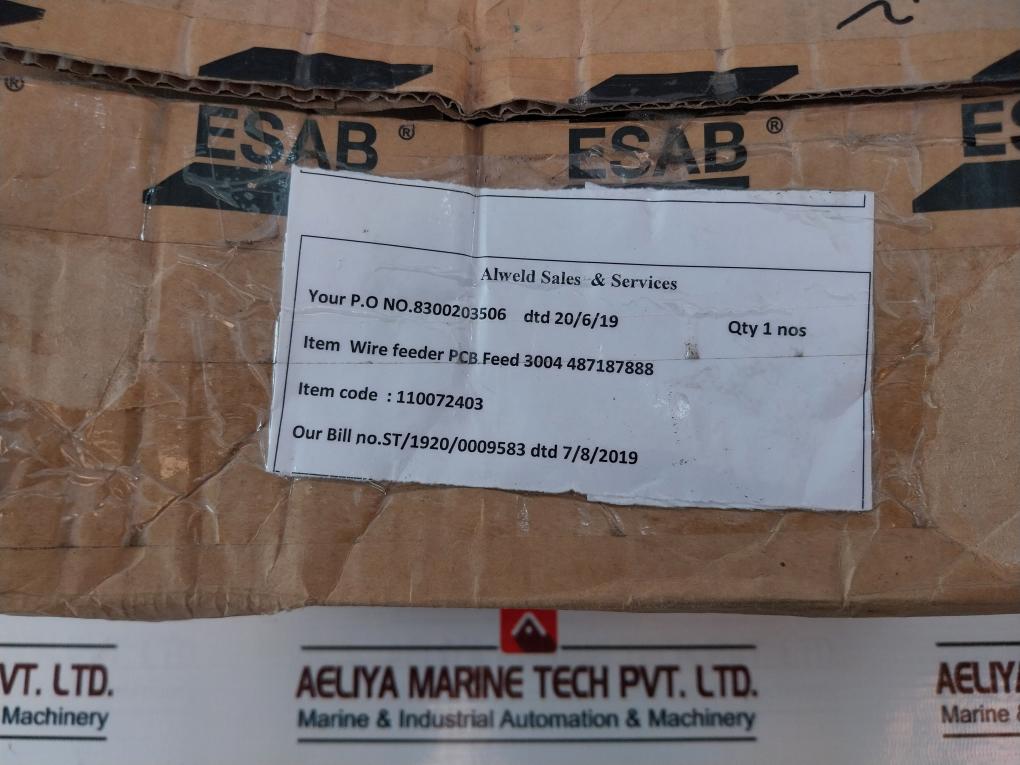 ESAB® ESAB® ES
®
Alweld Sales & Services
Your P.O NO.8300203506 dtd 20/6/19 Qty 1 nos
Item Wire feeder PCB Feed 3004 487187888
Item code : 110072403
Our Bill no.ST/1920/0009583 dtd 7/8/2019
VT. LTD. AELIYA MARINE TECH PVT. LTD. AELIYA
Machinery Marine & Industrial Automation & Machinery Marine &